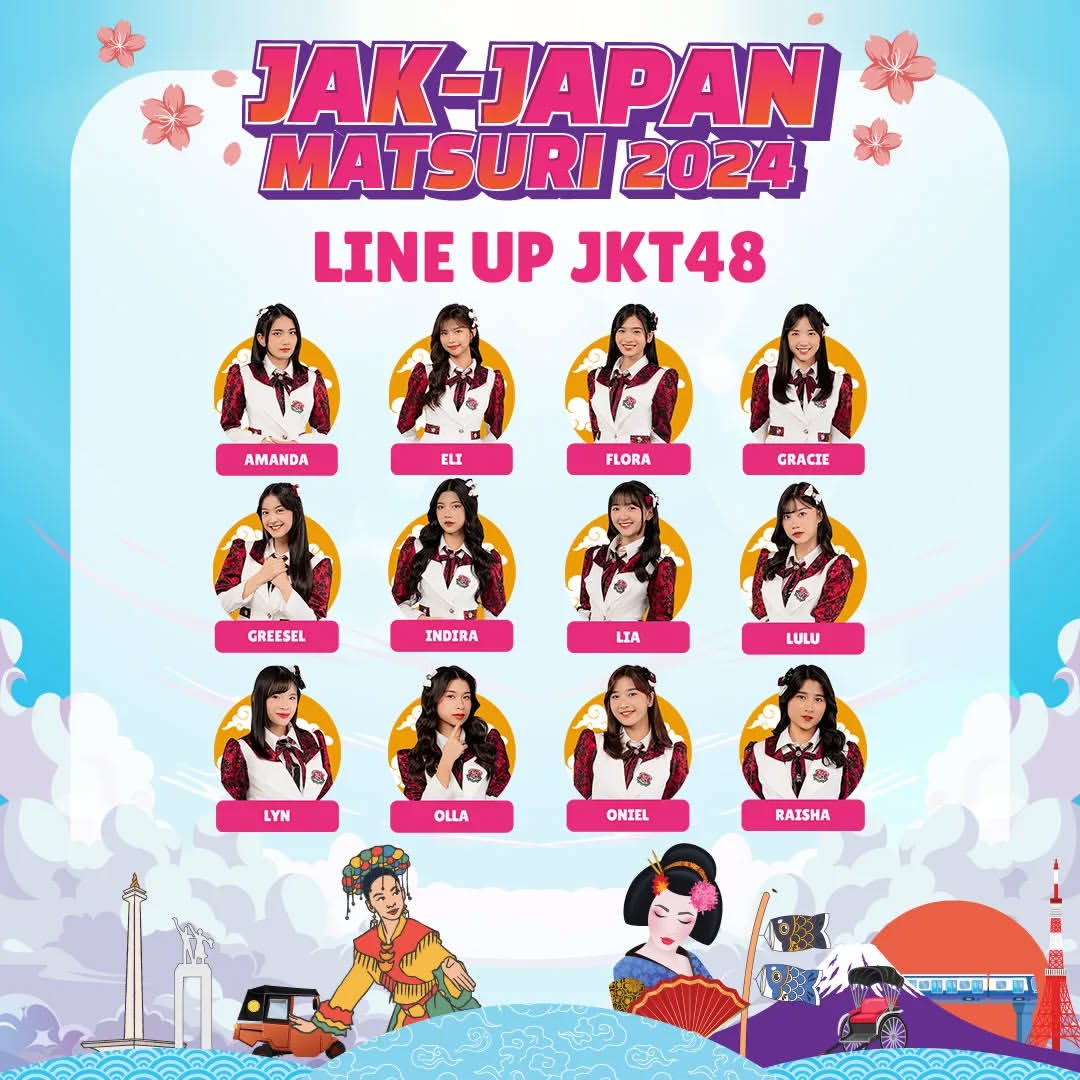 JAK-JAPAN
MATSURI 2024
LINE UP JKT48
AMANDA
ELI
FLORA
GRACIE
GREESEL
INDIRA
LIA
LULU
LYN
OLLA
ONIEL
RAISHA